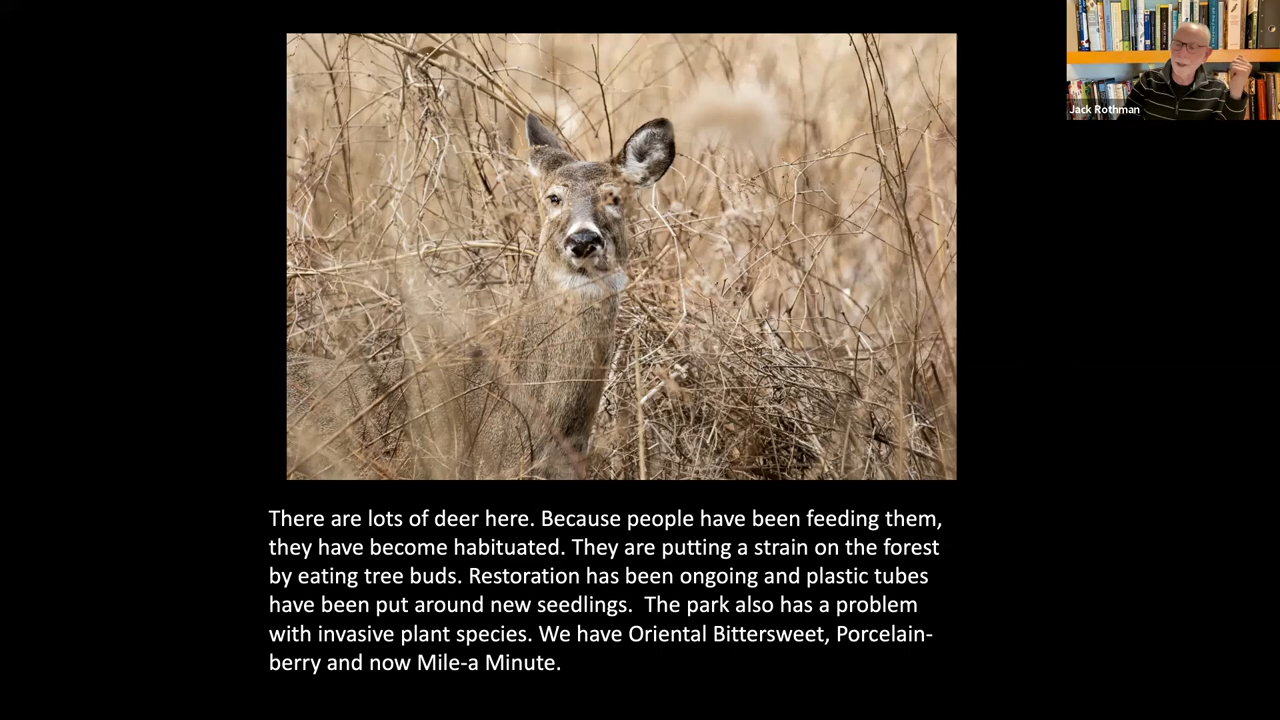 Jack Rothman
There are lots of deer here. Because people have been feeding them,
they have become habituated. They are putting a strain on the forest
by eating tree buds. Restoration has been ongoing and plastic tubes
have been put around new seedlings.  The park also has a problem
with invasive plant species. We have Oriental Bittersweet, Porcelain-
berry and now Mile-a Minute.